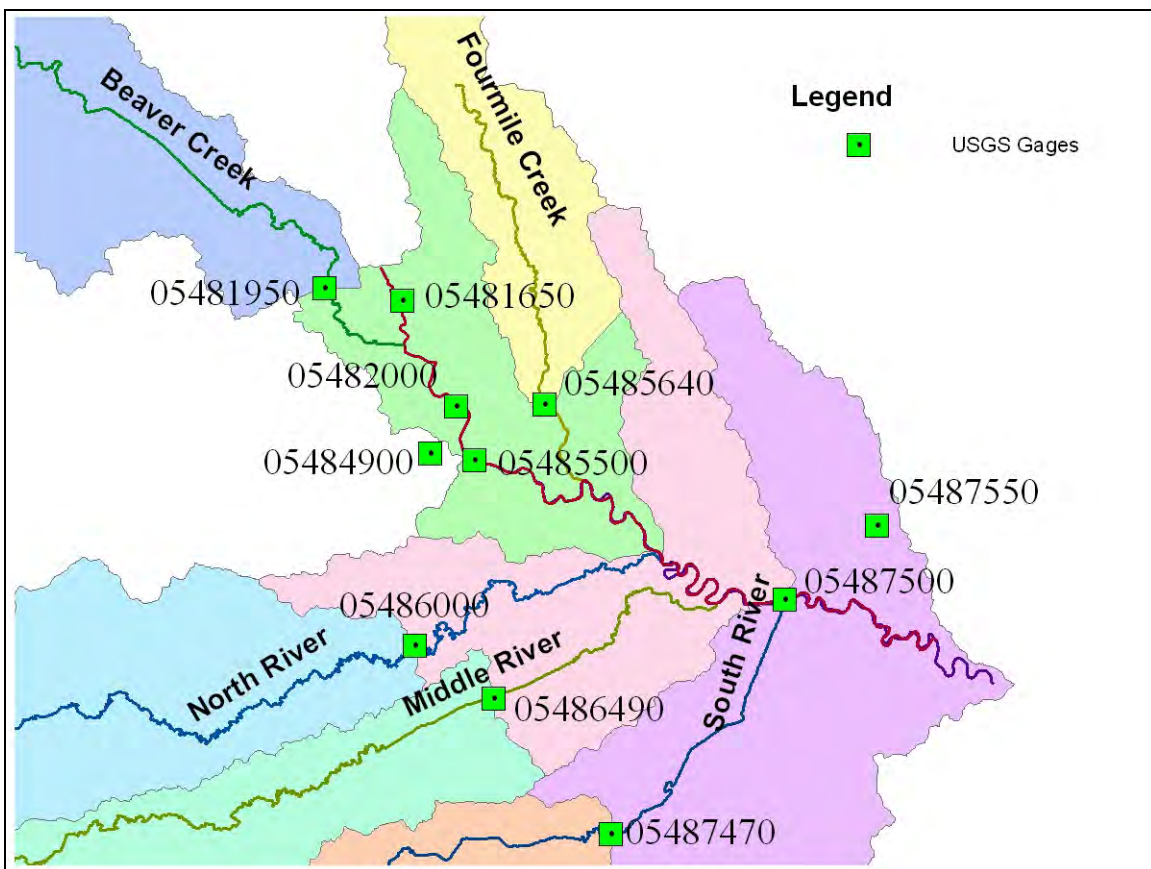 Beaver Creek
Fourmile Creek
Legend
USGS Gages
05481950
05481650
05482000
05485640
05484900
05485500
05487550
05487500
05486000
North River
Middle River
South River
05486490
05487470